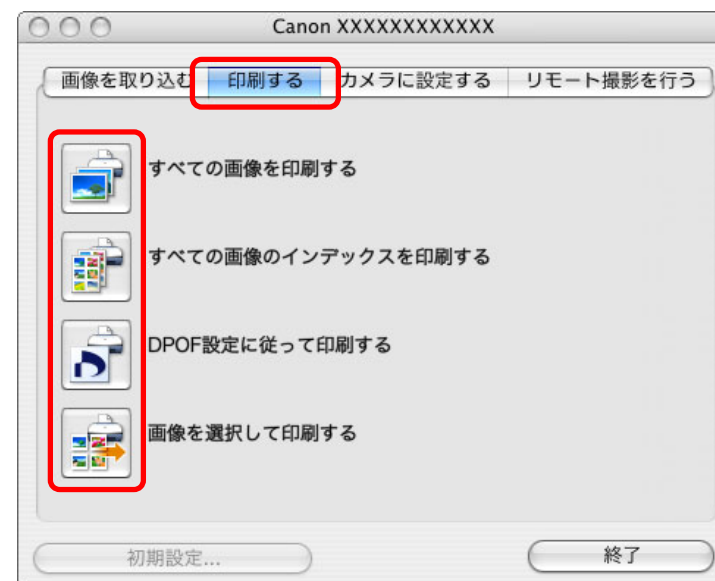 Canon XXXXXXXXXXXX
画像を取り込む 印刷する カメラに設定する リモート撮影を行う
すべての画像を印刷する
すべての画像のインデックスを印刷する
DPOF設定に従って印刷する
画像を選択して印刷する
初期設定... 終了